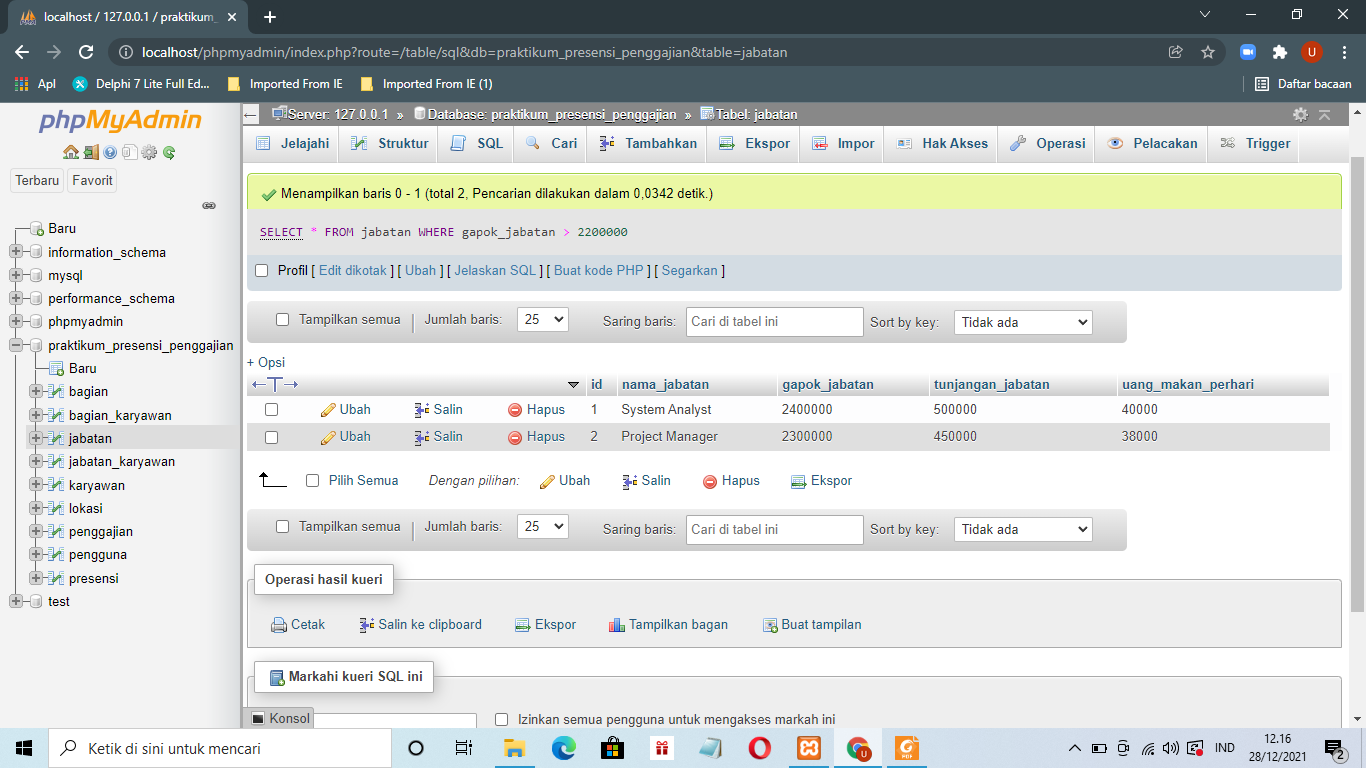 localhost / 127.0.0.1 / praktikum_
localhost/phpmyadmin/index.php?route=/table/sql&db=praktikum_presensi_penggajian&table=jabatan
U
Apl Delphi 7 Lite Full Ed... Imported From IE Imported From IE (1) Daftar bacaan
phpMyAdmin
Terbaru Favorit
Baru
information_schema
mysql
performance_schema
phpmyadmin
praktikum_presensi_penggajian
Baru
bagian
bagian_karyawan
jabatan
jabatan_karyawan
karyawan
lokasi
penggajian
pengguna
presensi
test
Server: 127.0.0.1 » Database: praktikum_presensi_penggajian » Tabel: jabatan
Jelajahi Struktur SQL Cari Tambahkan Ekspor Impor Hak Akses Operasi Pelacakan Trigger
Menampilkan baris 0 - 1 (total 2, Pencarian dilakukan dalam 0,0342 detik.)
SELECT * FROM jabatan WHERE gapok_jabatan > 2200000
Profil [ Edit dikotak ] [ Ubah ] [ Jelaskan SQL ] [ Buat kode PHP ] [ Segarkan ]
Tampilkan semua | Jumlah baris: 25 Saring baris: Cari di tabel ini Sort by key: Tidak ada
+ Opsi
←T→ id nama_jabatan gapok_jabatan tunjangan_jabatan uang_makan_perhari
Ubah Salin Hapus 1 System Analyst 2400000 500000 40000
Ubah Salin Hapus 2 Project Manager 2300000 450000 38000
Pilih Semua Dengan pilihan: Ubah Salin Hapus Ekspor
Tampilkan semua | Jumlah baris: 25 Saring baris: Cari di tabel ini Sort by key: Tidak ada
Operasi hasil kueri
Cetak Salin ke clipboard Ekspor Tampilkan bagan Buat tampilan
Markahi kueri SQL ini
Konsol Izinkan semua pengguna untuk mengakses markah ini
Ketik di sini untuk mencari
IND
12.16
28/12/2021
2